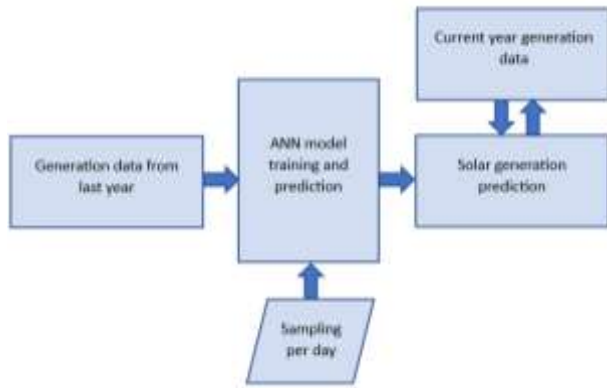 Current year generation
data
ANN model
training and
prediction
Generation data from
last year
Solar generation
prediction
Sampling
per day